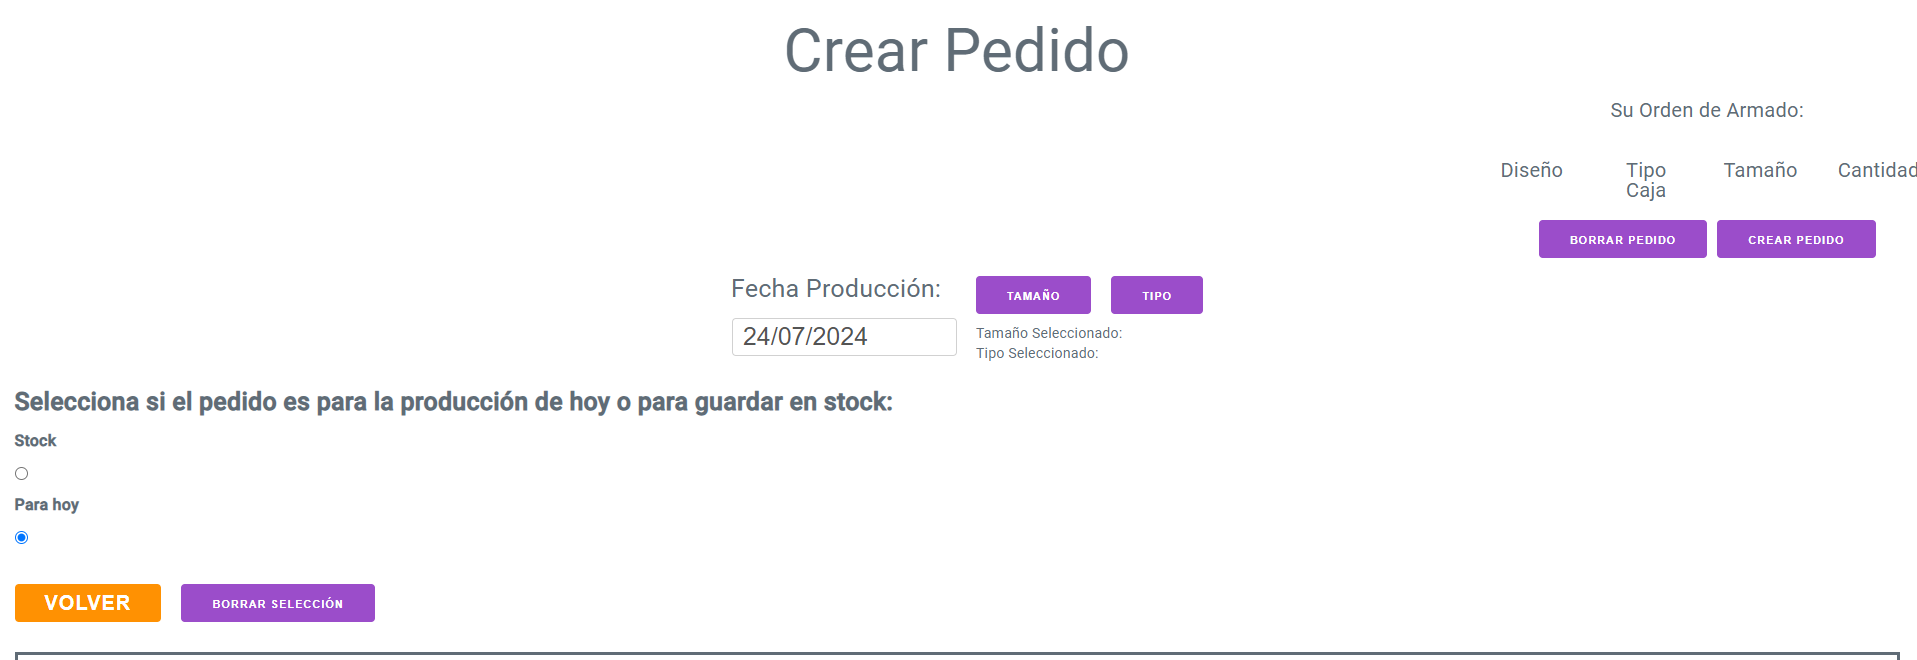 Crear Pedido
Su Orden de Armado:
Diseño Tipo Caja Tamaño Cantidad
BORRAR PEDIDO CREAR PEDIDO
Fecha Producción: TAMAÑO TIPO
24/07/2024
Tamaño Seleccionado:
Tipo Seleccionado:
Selecciona si el pedido es para la producción de hoy o para guardar en stock:
Stock
Para hoy
VOLVER BORRAR SELECCIÓN